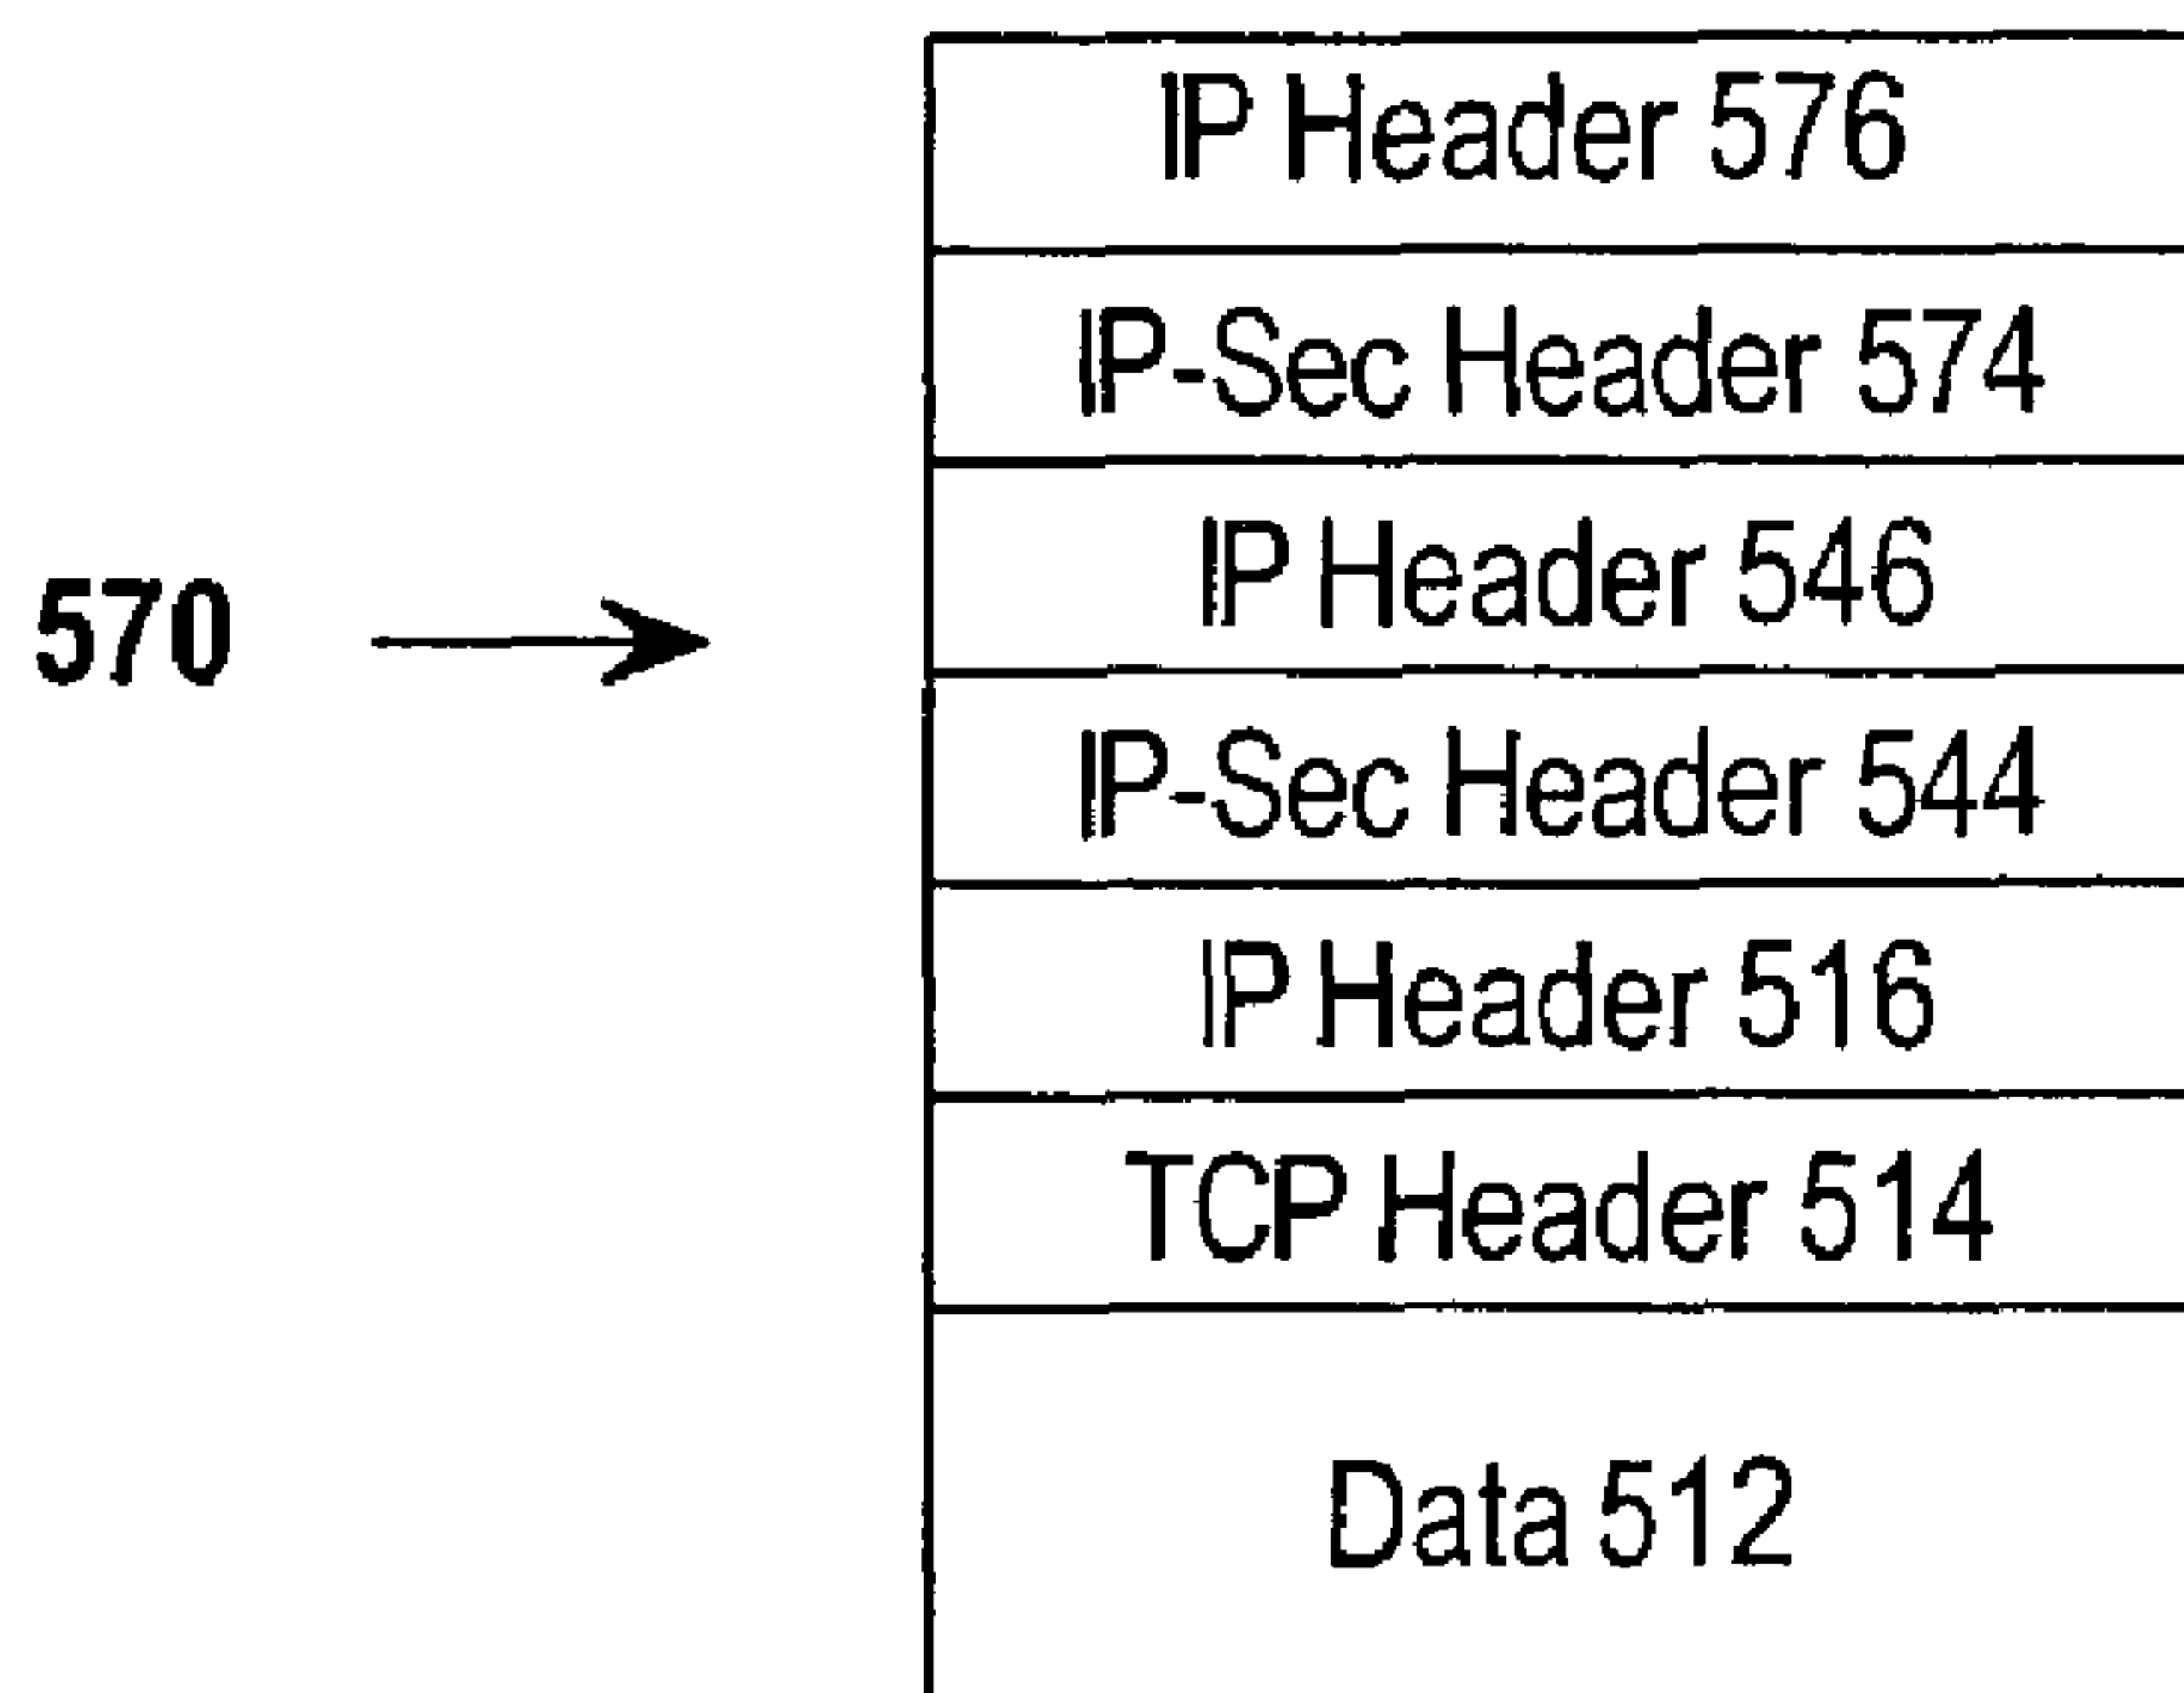 IP Header 576
IP-Sec Header 574
IP Header 546
570
IP-Sec Header 544
IP Header 516
TCP Header 514
Data 512